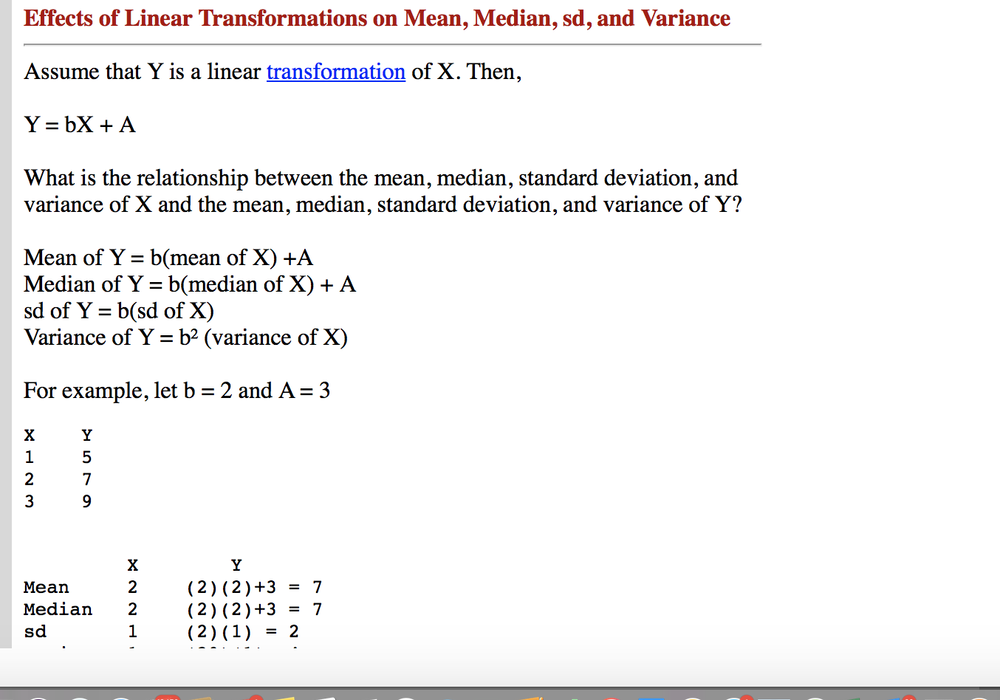 Effects of Linear Transformations on Mean, Median, sd, and Variance
Assume that Y is a linear transformation of X. Then,
Y = bX + A
What is the relationship between the mean, median, standard deviation, and
variance of X and the mean, median, standard deviation, and variance of Y?
Mean of Y = b(mean of X) +A
Median of Y = b(median of X) + A
sd of Y = b(sd of X)
Variance of Y = b² (variance of X)
For example, let b = 2 and A = 3
X Y
1 5
2 7
3 9
X Y
Mean 2 (2)(2)+3 = 7
Median 2 (2)(2)+3 = 7
sd 1 (2)(1) = 2